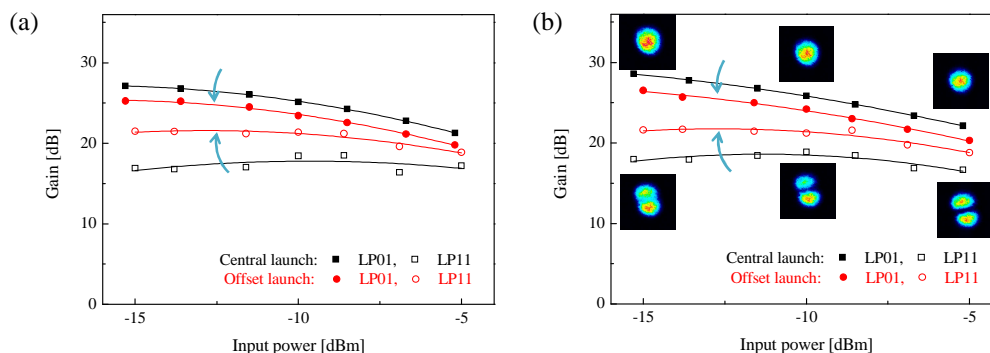 (a)
Gain [dB]
30
20
10
0
Central launch: LP01, LP11
Offset launch: LP01, LP11
-15 -10 -5
Input power [dBm]
(b)
Gain [dB]
30
20
10
0
Central launch: LP01, LP11
Offset launch: LP01, LP11
-15 -10 -5
Input power [dBm]